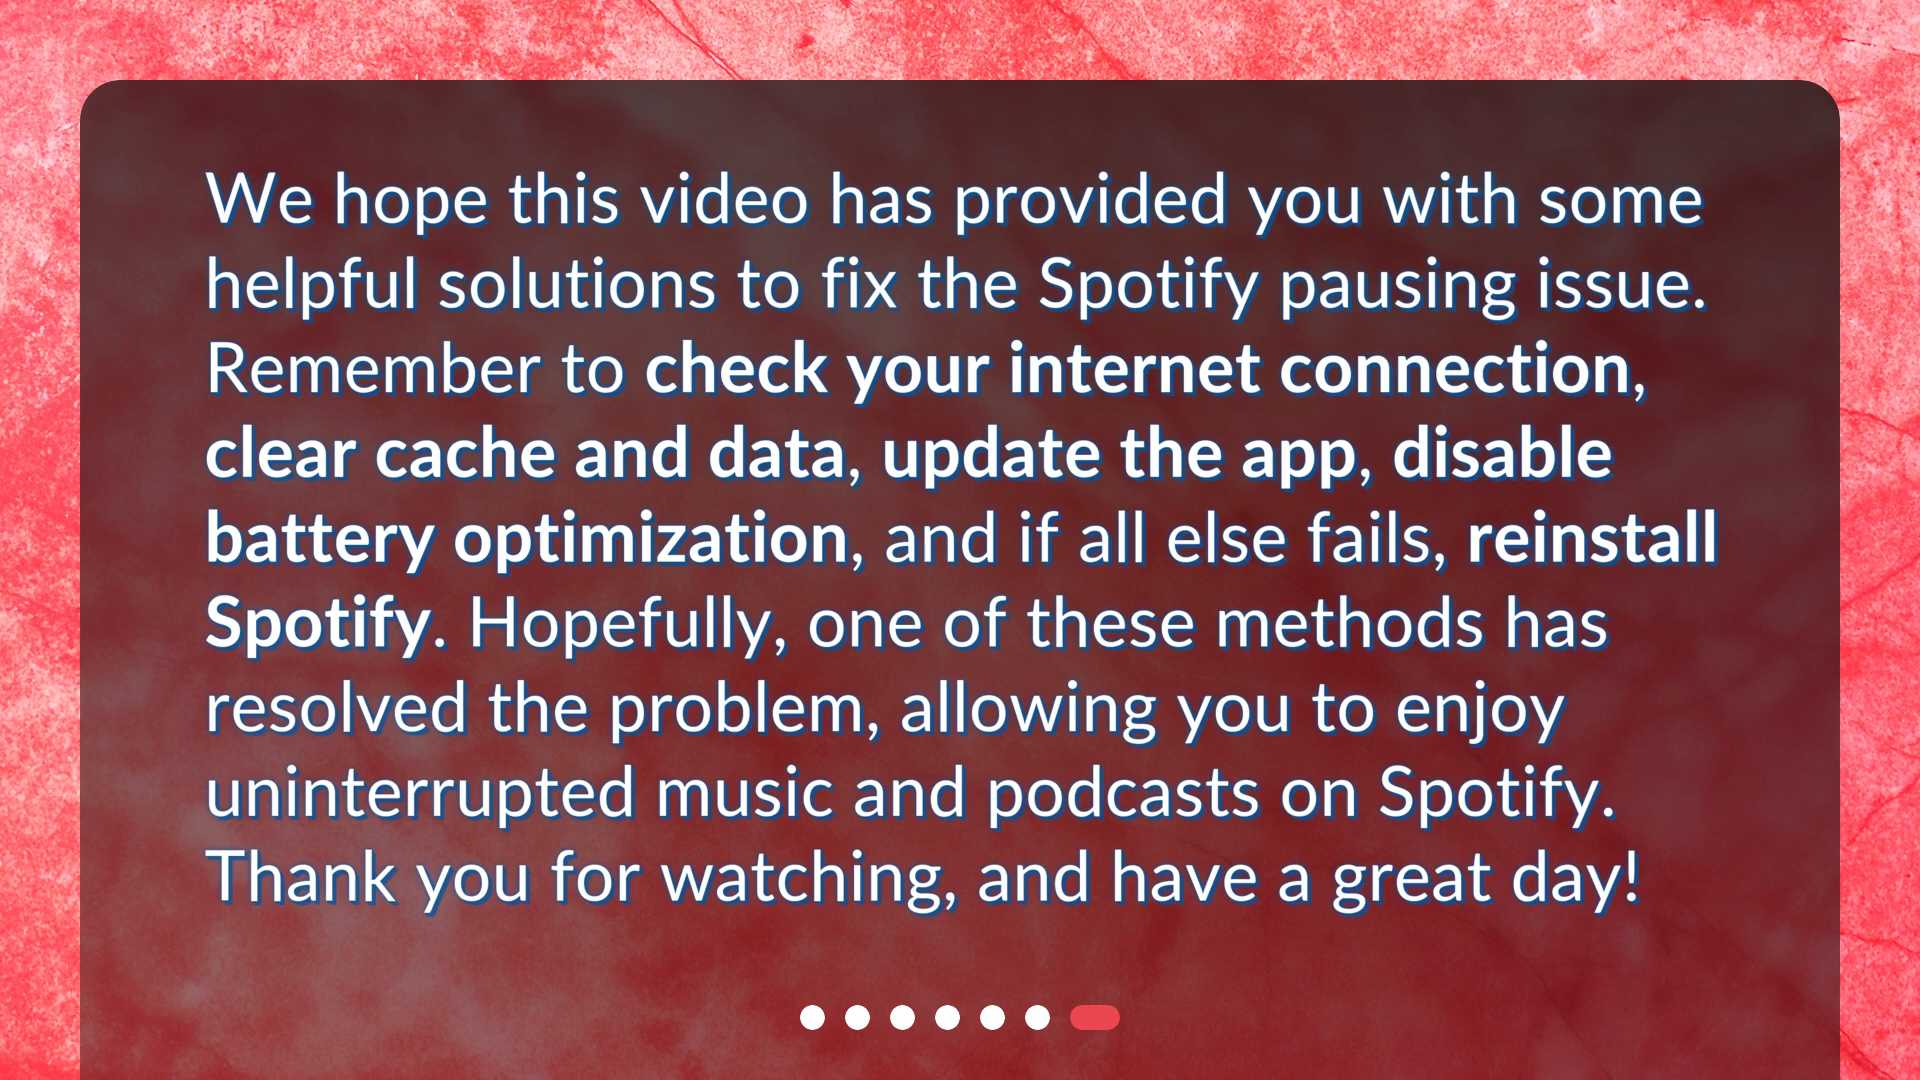 We hope this video has provided you with some
helpful solutions to fix the Spotify pausing issue.
Remember to check your internet connection,
clear cache and data, update the app, disable
battery optimization, and if all else fails, reinstall
Spotify. Hopefully, one of these methods has
resolved the problem, allowing you to enjoy
uninterrupted music and podcasts on Spotify.
Thank you for watching, and have a great day!